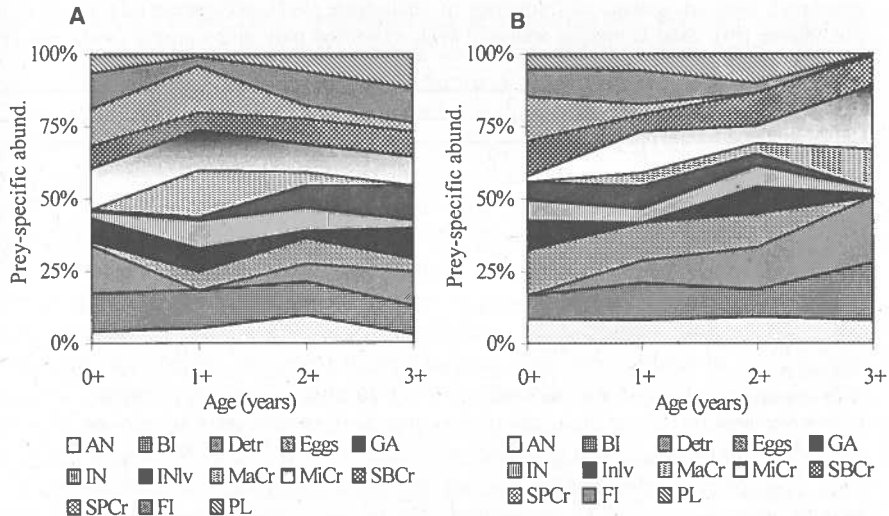 A
100%
75%
50%
25%
0%
Prey-specific abund.
0+ 1+ 2+ 3+
Age (years)
AN BI Detr Eggs GA
IN INlv MaCr MiCr SBCr
SPCr FI PL
B
100%
75%
50%
25%
0%
Prey-specific abund.
0+ 1+ 2+ 3+
Age (years)
AN BI Detr Eggs GA
IN Inlv MaCr MiCr SBCr
SPCr FI PL